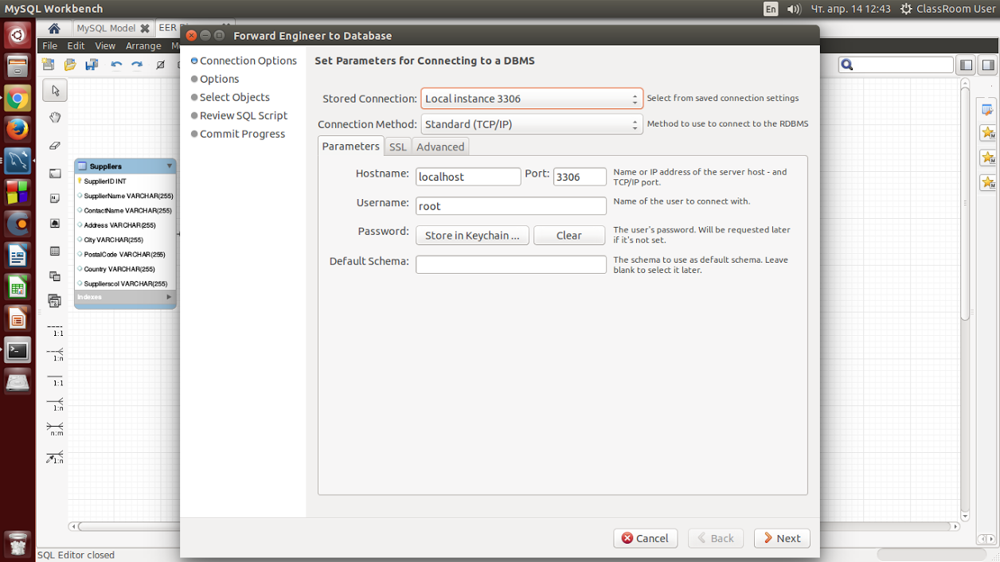 MySQL Workbench
En
Чт. апр. 14 12:43
ClassRoom User
MySQL Model
EER
Forward Engineer to Database
File Edit View Arrange
Connection Options
Options
Select Objects
Review SQL Script
Commit Progress
Set Parameters for Connecting to a DBMS
Stored Connection: Local instance 3306 Select from saved connection settings
Connection Method: Standard (TCP/IP) Method to use to connect to the RDBMS
Parameters SSL Advanced
Hostname: localhost Port: 3306 Name or IP address of the server host - and
TCP/IP port.
Username: root Name of the user to connect with.
Password: Store in Keychain ... Clear The user's password. Will be requested later
if it's not set.
Default Schema: The schema to use as default schema. Leave
blank to select it later.
Suppliers
SupplierID INT
SupplierName VARCHAR(255)
ContactName VARCHAR(255)
Address VARCHAR(255)
City VARCHAR(255)
PostalCode VARCHAR(255)
Country VARCHAR(255)
Supplierscol VARCHAR(255)
Indexes
1:1
1:n
1:1
1:n
n:m
1:n
Cancel Back Next
SQL Editor closed